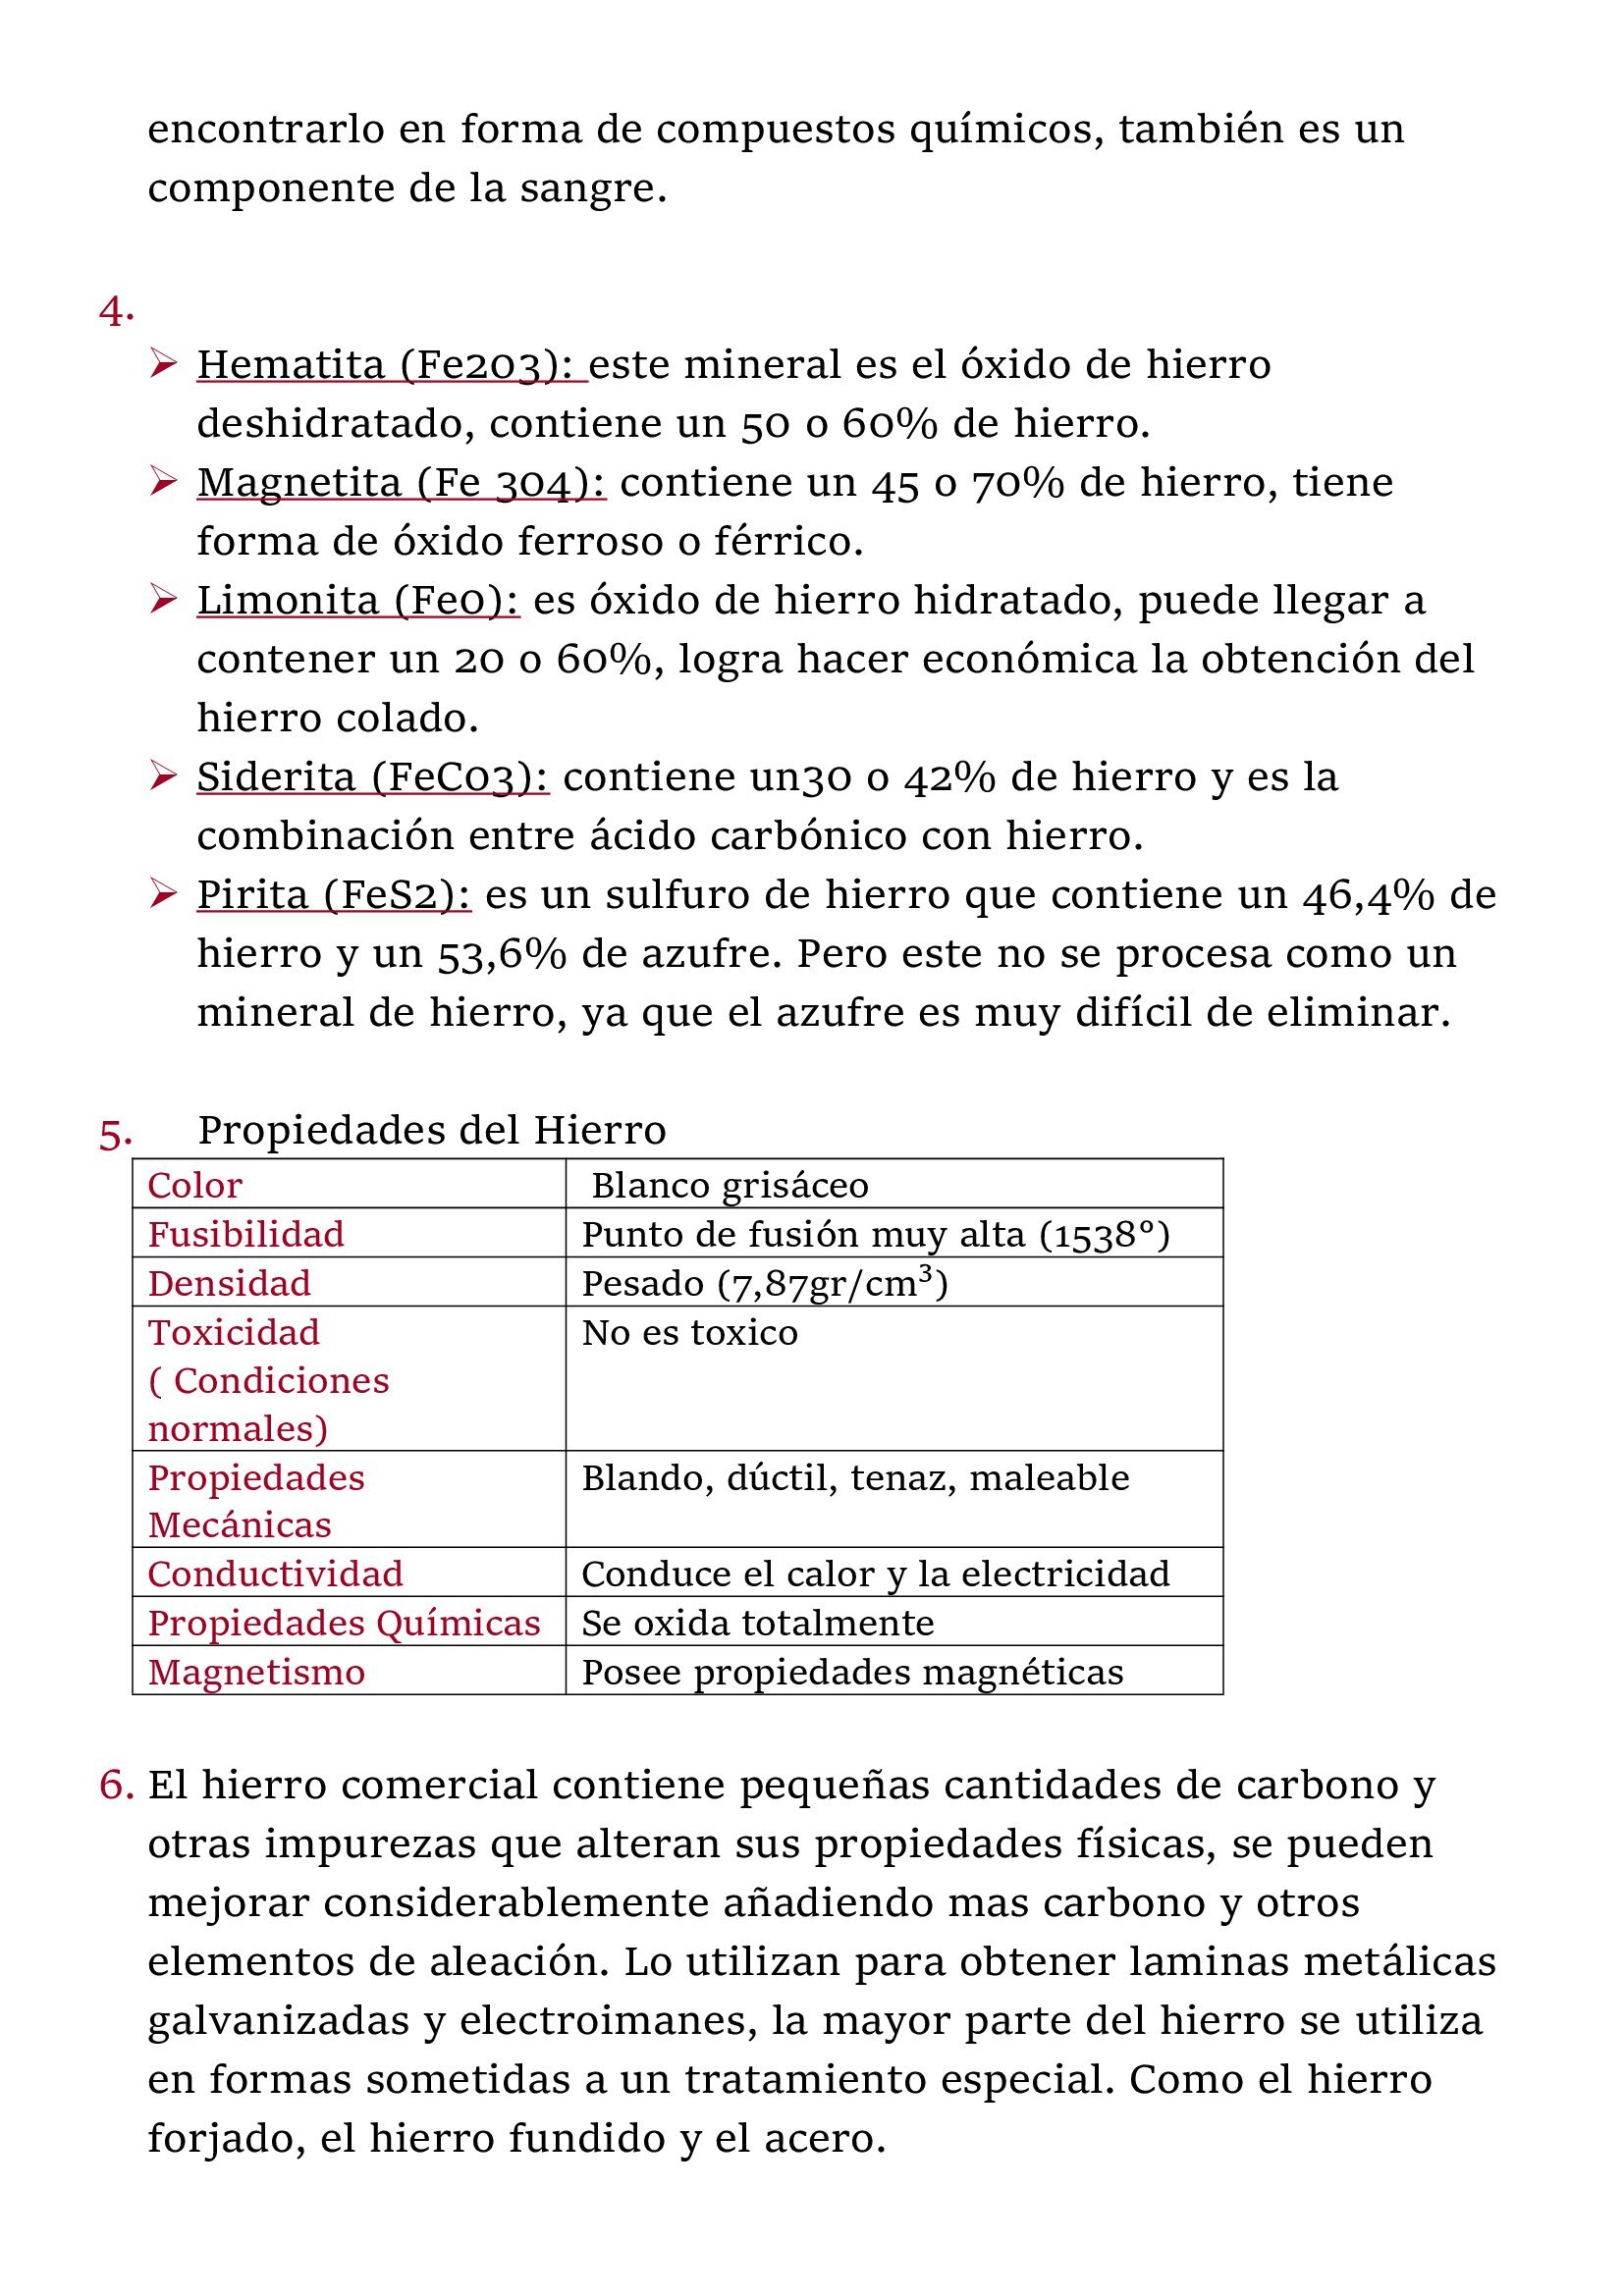 encontrarlo en forma de compuestos químicos, también es un
componente de la sangre.
4.
Hematita (Fe203): este mineral es el óxido de hierro
deshidratado, contiene un 50 o 60% de hierro.
Magnetita (Fe 304): contiene un 45 o 70% de hierro, tiene
forma de óxido ferroso o férrico.
Limonita (Fe0): es óxido de hierro hidratado, puede llegar a
contener un 20 o 60%, logra hacer económica la obtención del
hierro colado.
Siderita (FeC03): contiene un30 o 42% de hierro y es la
combinación entre ácido carbónico con hierro.
Pirita (FeS2): es un sulfuro de hierro que contiene un 46,4% de
hierro y un 53,6% de azufre. Pero este no se procesa como un
mineral de hierro, ya que el azufre es muy difícil de eliminar.
5. Propiedades del Hierro
Color Blanco grisáceo
Fusibilidad Punto de fusión muy alta (1538°)
Densidad Pesado (7,87gr/cm³)
Toxicidad No es toxico
( Condiciones
normales)
Propiedades Blando, dúctil, tenaz, maleable
Mecánicas
Conductividad Conduce el calor y la electricidad
Propiedades Químicas Se oxida totalmente
Magnetismo Posee propiedades magnéticas
6. El hierro comercial contiene pequeñas cantidades de carbono y
otras impurezas que alteran sus propiedades físicas, se pueden
mejorar considerablemente añadiendo mas carbono y otros
elementos de aleación. Lo utilizan para obtener laminas metálicas
galvanizadas y electroimanes, la mayor parte del hierro se utiliza
en formas sometidas a un tratamiento especial. Como el hierro
forjado, el hierro fundido y el acero.